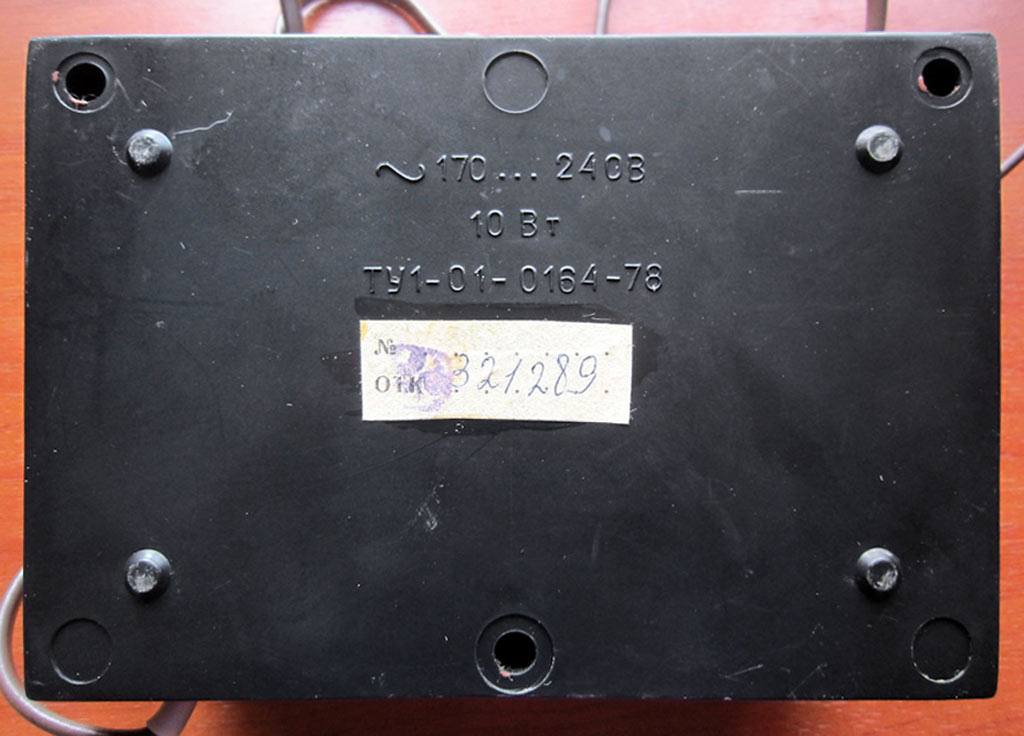 ~170... 240В
10 Вт
ТУ1-01-0164-78
№
ОТК 321289